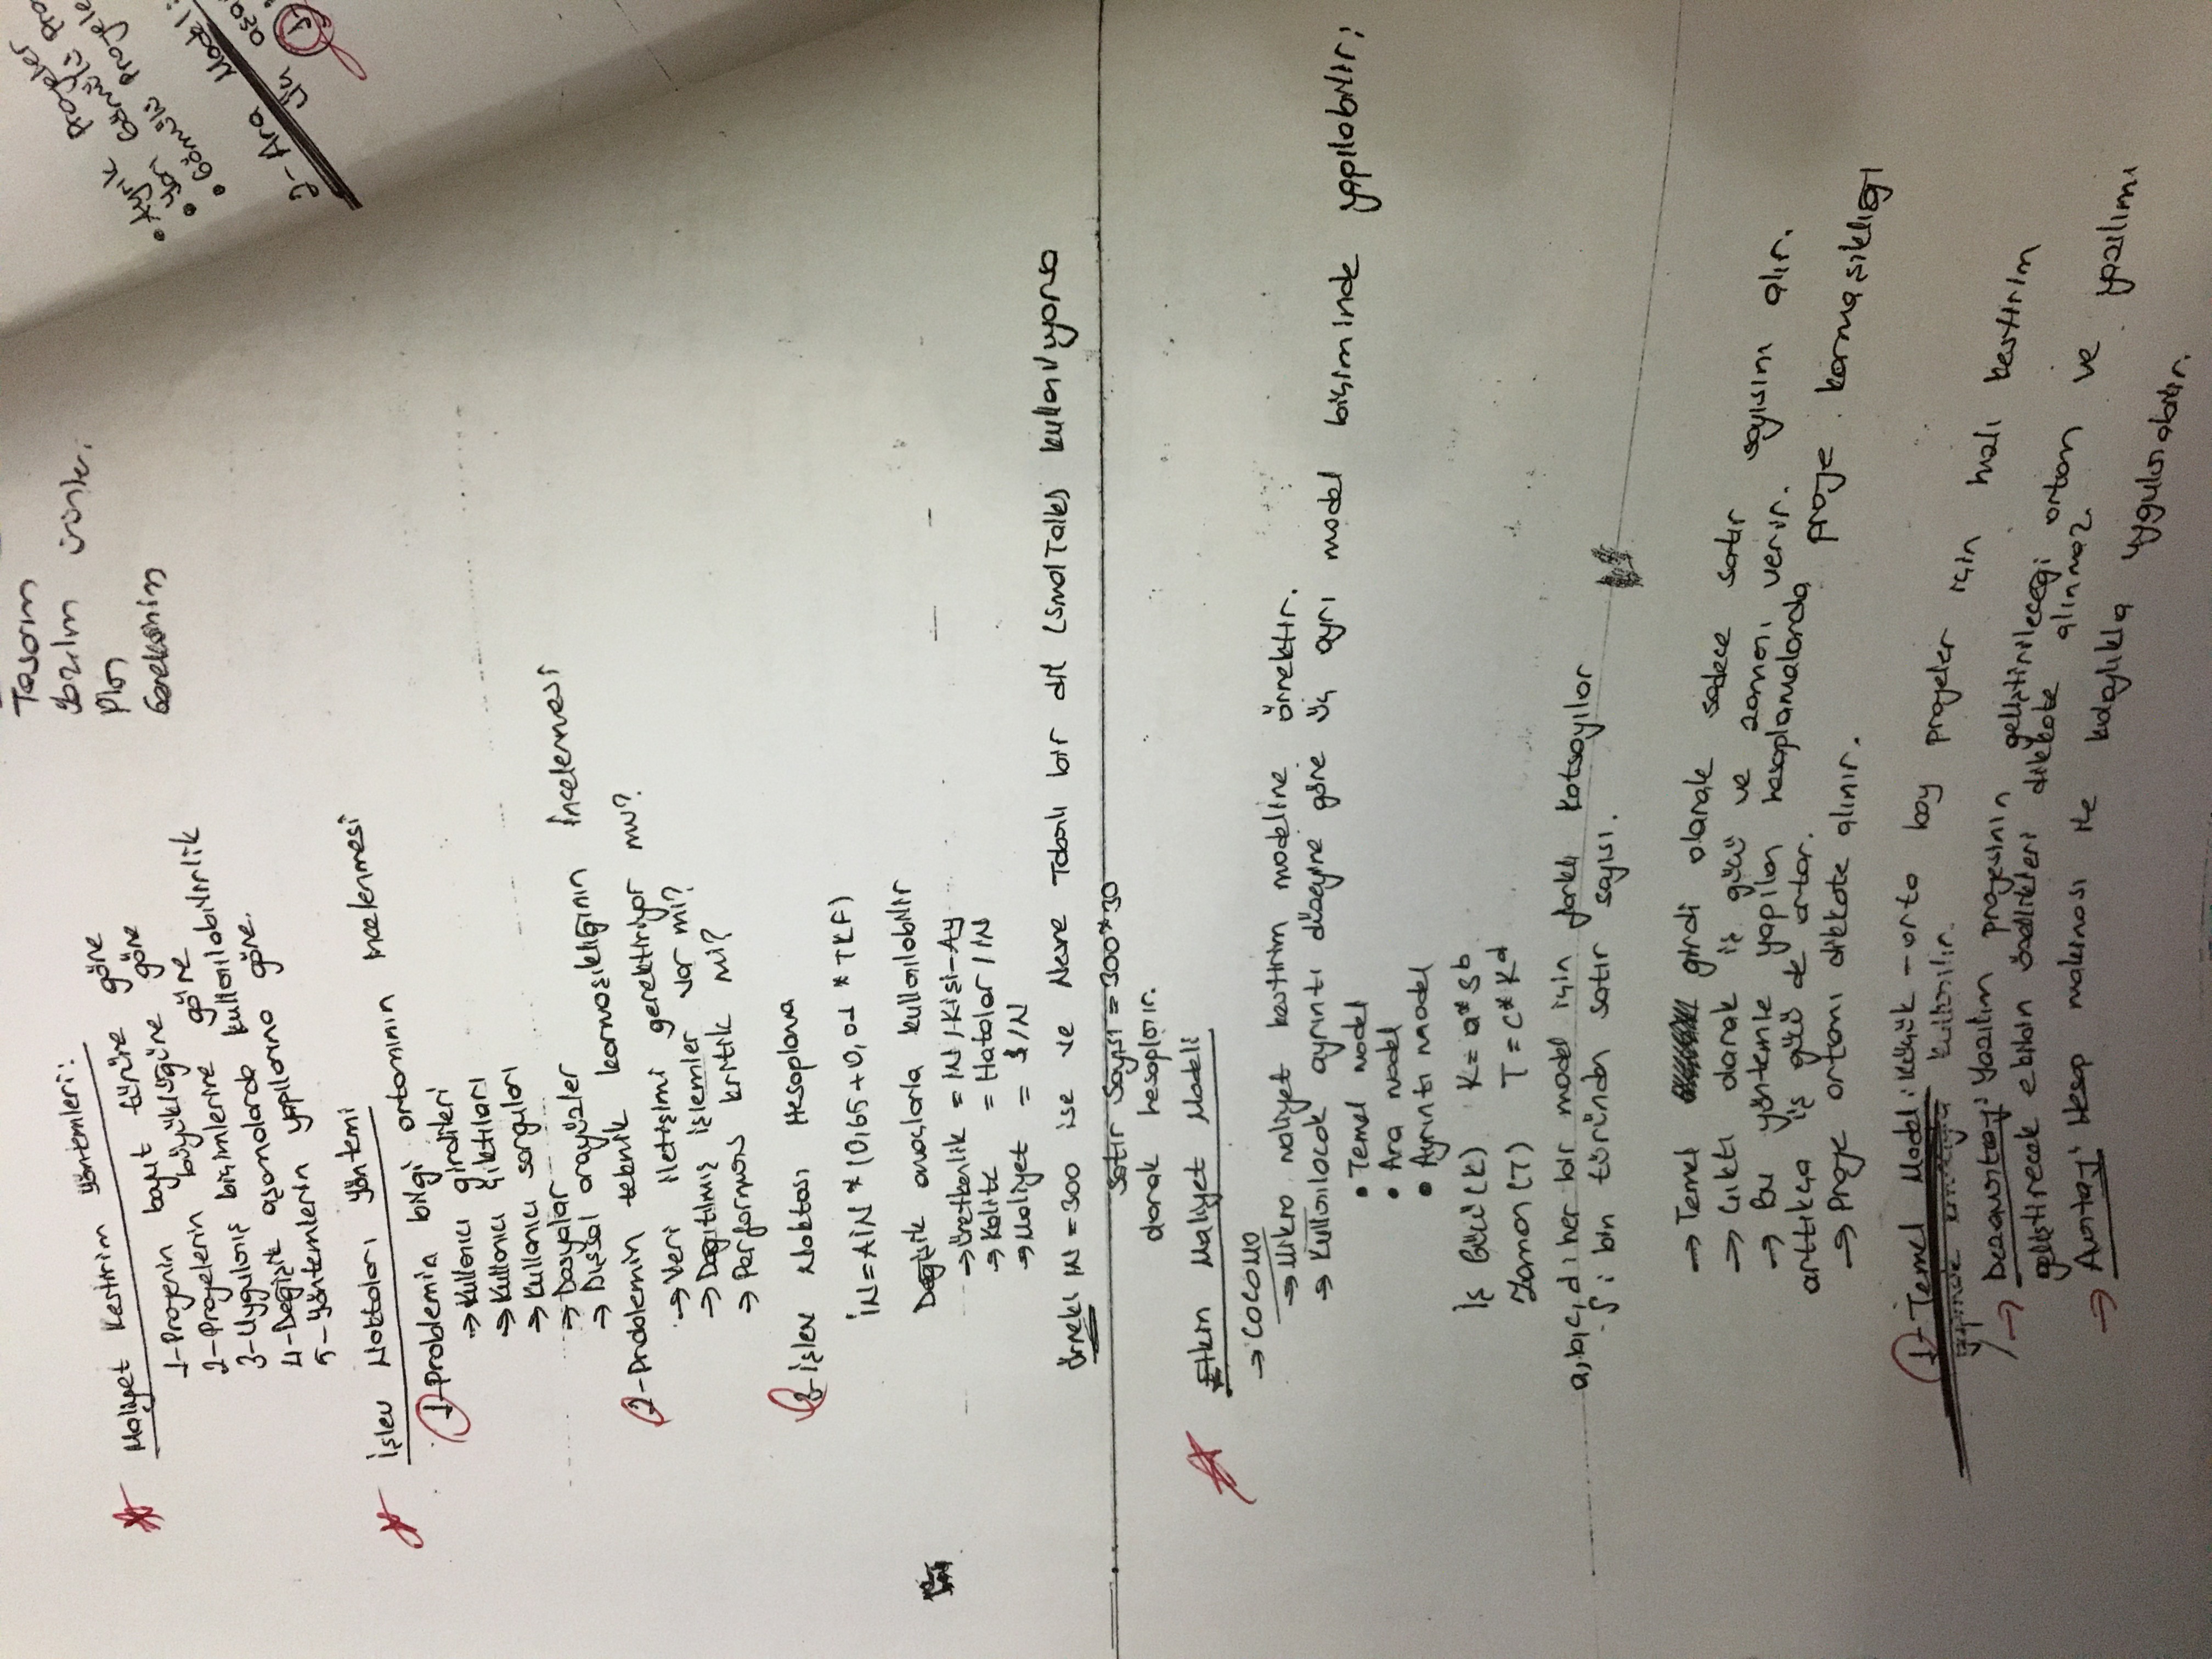 Tasarım
Yazılım ürünleri
Plan
Gereksinim
Maliyet Kestirim Yöntemleri:
1-Projenin boyut türüne göre
2-Projelerin büyüklüğüne göre
3-Uygulanış biçimlerine göre
4-Değişik aşamalarda kullanılabilirlik
5-Yöntemlerin yapılarına göre.
İşlev Noktaları Yöntemi
1-Problemin bilgi ortamının incelenmesi
→Kullanıcı girdileri
→Kullanıcı çıktıları
→Kullanıcı sorguları
→Dosyalar
→Dışsal arayüzler
2-Problemin teknik karmaşıklığının incelenmesi
→Veri iletişimi gerektiriyor mu?
→Dağıtılmış işlemler var mı?
→Performans kritik mi?
3-İşlev Noktası Hesaplama
İN=AİN*(0,65+0,01*TKF)
Değişik amaçlarla kullanılabilir
→Üretkenlik = İN/Kişi-Ay
→Kalite = Hatalar/İN
→Maliyet = $/İN
Örnek: İN=300 ise ve Nesne Tabanlı bir dil (SmalTalk) kullanılıyorsa
Satır Sayısı=300*30
olarak hesaplanır.
Etkin Maliyet Modeli
→COCOMO
→Mikro maliyet kestirim modeline örnektir.
→Kullanılacak ayrıntı düzeyine göre üç ayrı model biçiminde yapılabilir;
• Temel model
• Ara model
• Ayrıntı model
İş Gücü(K) K=a*S^b
Zaman(T) T=c*K^d
a,b,c,d: her bir model için farklı katsayılar
S: bin türünden satır sayısı.
→Temel girdi olarak sadece satır sayısını alır.
→Çıktı olarak iş gücü ve zamanı verir.
→Bu yöntemle yapılan hesaplamalarda proje karmaşıklığı
arttıkça iş gücü de artar.
→Proje ortamı dikkate alınır.
1-Temel Model: Küçük-orta boy projeler için hızlı kestirim
kullanılır.
→Dezavantaj: Yazılım projesinin geliştirileceği ortam ve yazılımı
geliştirecek ekibin özellikleri dikkate alınmaz.
→Avantaj: Hesap makinası ile kolaylıkla uygulanabilir.
• Ayrık Projeler
• Yarı Gömülü
• Gömülü Projele
2-Ara Model:
Üç
1-